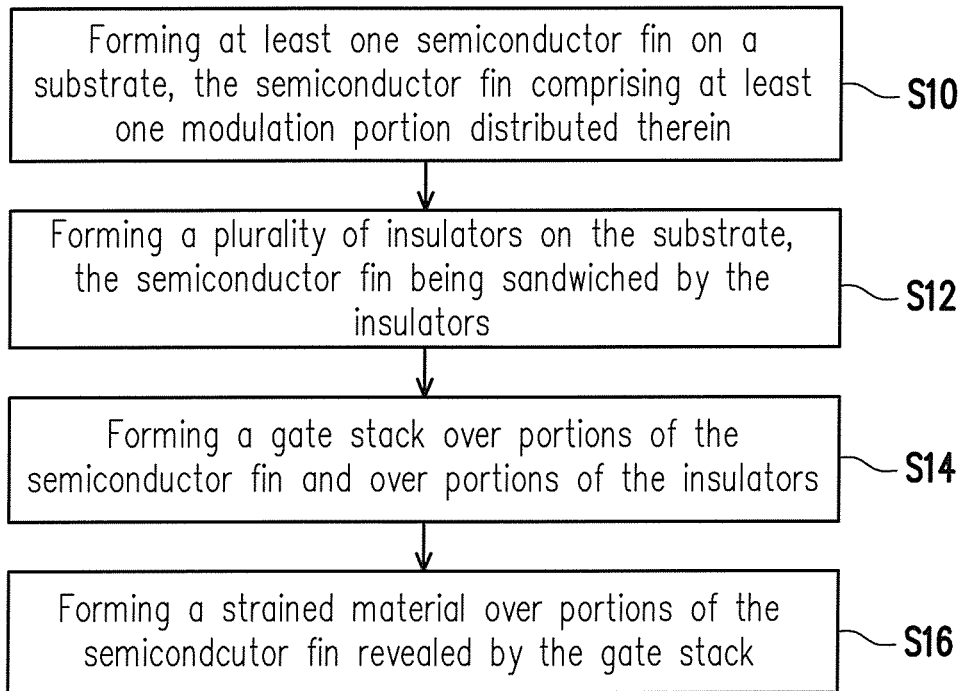 Forming at least one semiconductor fin on a
substrate, the semiconductor fin comprising at least
one modulation portion distributed therein
S10
Forming a plurality of insulators on the substrate,
the semiconductor fin being sandwiched by the
insulators
S12
Forming a gate stack over portions of the
semiconductor fin and over portions of the insulators
S14
Forming a strained material over portions of the
semicondcutor fin revealed by the gate stack
S16